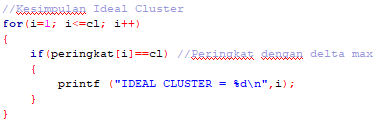 //Kesimpulan Ideal Cluster
for(i=1; i<=cl; i++)
{
    if(peringkat[i]==cl) //Peringkat dengan delta max
    {
        printf ("IDEAL CLUSTER = %d\n",i);
    }
}